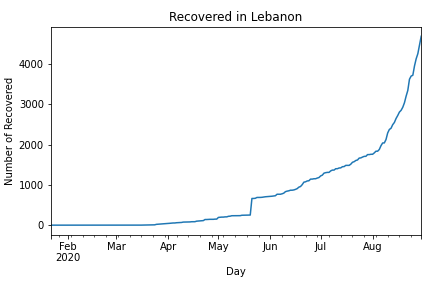 Recovered in Lebanon
Number of Recovered
4000
3000
2000
1000
0
Feb
2020
Mar
Apr
May
Jun
Jul
Aug
Day